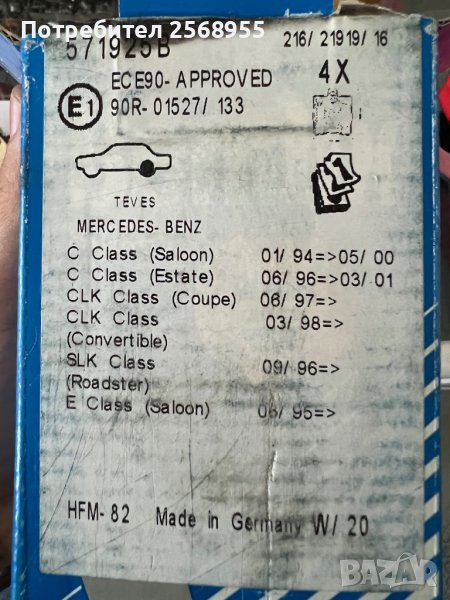 Потребител 2568955
571925B 216/ 21919/ 16
ECE90- APPROVED 4X
E1 90R- 01527/ 133
1
TEVES
MERCEDES- BENZ
C Class (Saloon) 01/ 94=>05/ 00
C Class (Estate) 06/ 96=>03/ 01
CLK Class (Coupe) 06/ 97=>
CLK Class 03/ 98=>
(Convertible)
SLK Class 09/ 96=>
(Roadster)
E Class (Saloon) 06/ 95=>
HFM- 82 Made in Germany W/ 20
BAZAR